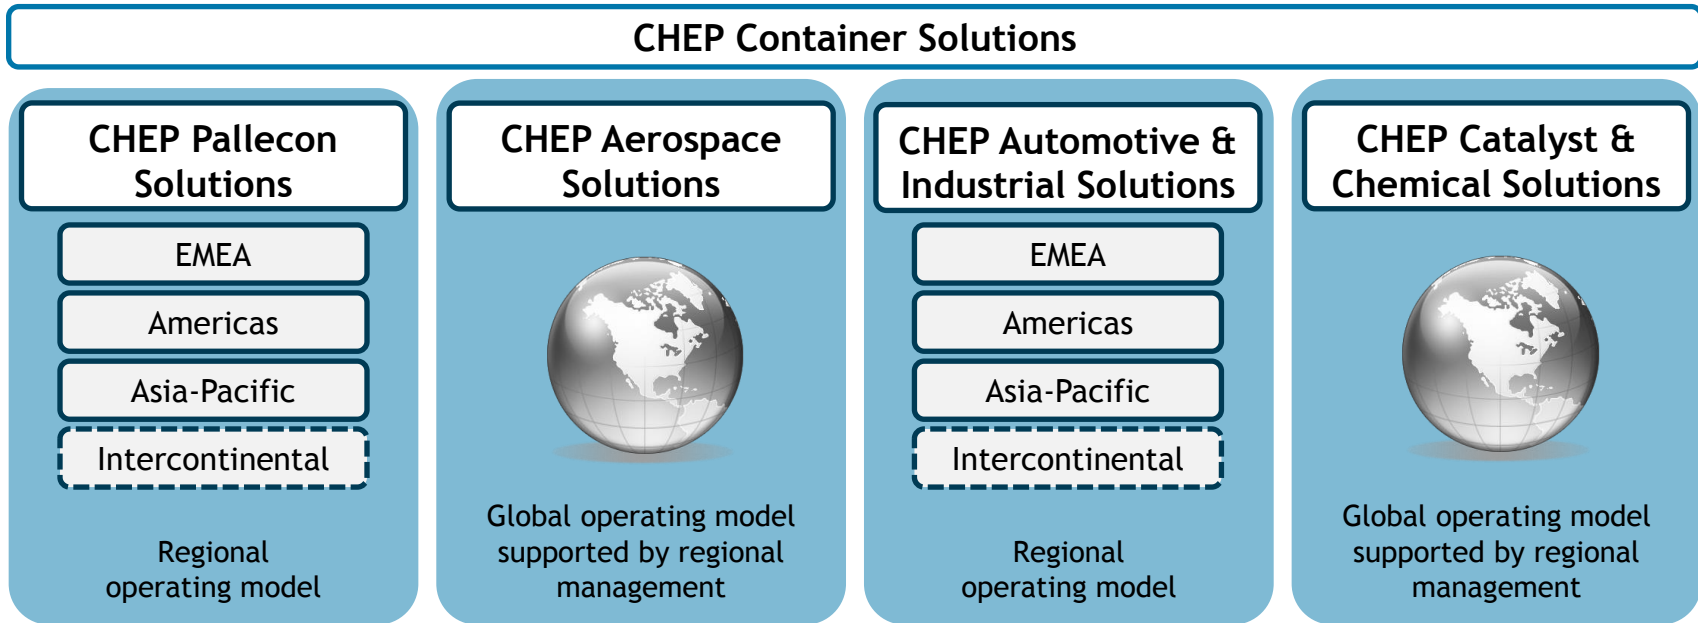 CHEP Container Solutions
CHEP Pallecon
Solutions
EMEA
Americas
Asia-Pacific
Intercontinental
Regional
operating model
CHEP Aerospace
Solutions
Global operating model
supported by regional
management
CHEP Automotive &
Industrial Solutions
EMEA
Americas
Asia-Pacific
Intercontinental
Regional
operating model
CHEP Catalyst &
Chemical Solutions
Global operating model
supported by regional
management